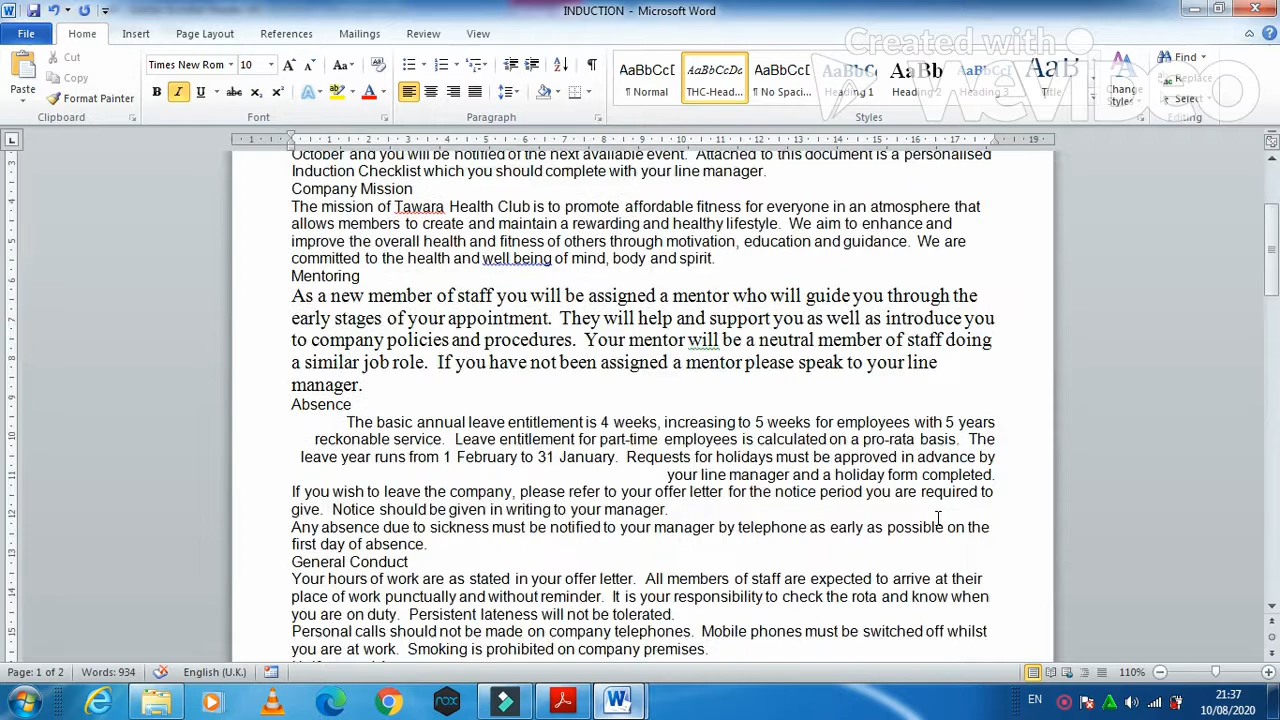 INDUCTION - Microsoft Word
File Home Insert Page Layout References Mailings Review View
Created with
WeVideo
Paste
Cut
Copy
Format Painter
Clipboard
Times New Rom 10
Font
Paragraph
AaBbCcI AaBbCcDc AaBbCcI AaBbC AaBb AaBbCc AaB
¶ Normal THC-Head... ¶ No Spacin... Heading 1 Heading 2 Heading 3 Title
Change
Styles
Styles
Find
Replace
Select
Editing
October and you will be notified of the next available event. Attached to this document is a personalised
Induction Checklist which you should complete with your line manager.
Company Mission
The mission of Tawara Health Club is to promote affordable fitness for everyone in an atmosphere that
allows members to create and maintain a rewarding and healthy lifestyle. We aim to enhance and
improve the overall health and fitness of others through motivation, education and guidance. We are
committed to the health and well being of mind, body and spirit.
Mentoring
As a new member of staff you will be assigned a mentor who will guide you through the
early stages of your appointment. They will help and support you as well as introduce you
to company policies and procedures. Your mentor will be a neutral member of staff doing
a similar job role. If you have not been assigned a mentor please speak to your line
manager.
Absence
The basic annual leave entitlement is 4 weeks, increasing to 5 weeks for employees with 5 years
reckonable service. Leave entitlement for part-time employees is calculated on a pro-rata basis. The
leave year runs from 1 February to 31 January. Requests for holidays must be approved in advance by
your line manager and a holiday form completed.
If you wish to leave the company, please refer to your offer letter for the notice period you are required to
give. Notice should be given in writing to your manager.
Any absence due to sickness must be notified to your manager by telephone as early as possible on the
first day of absence.
General Conduct
Your hours of work are as stated in your offer letter. All members of staff are expected to arrive at their
place of work punctually and without reminder. It is your responsibility to check the rota and know when
you are on duty. Persistent lateness will not be tolerated.
Personal calls should not be made on company telephones. Mobile phones must be switched off whilst
you are at work. Smoking is prohibited on company premises.
Page: 1 of 2 Words: 934 English (U.K.) 110%
EN 21:37
10/08/2020